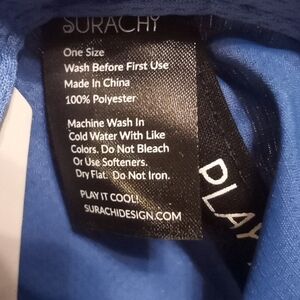 SURACHY
One Size
Wash Before First Use
Made In China
100% Polyester
Machine Wash In
Cold Water With Like
Colors. Do Not Bleach
Or Use Softeners.
Dry Flat. Do Not Iron.
PLAY IT COOL!
SURACHIDESIGN.COM
PLAY